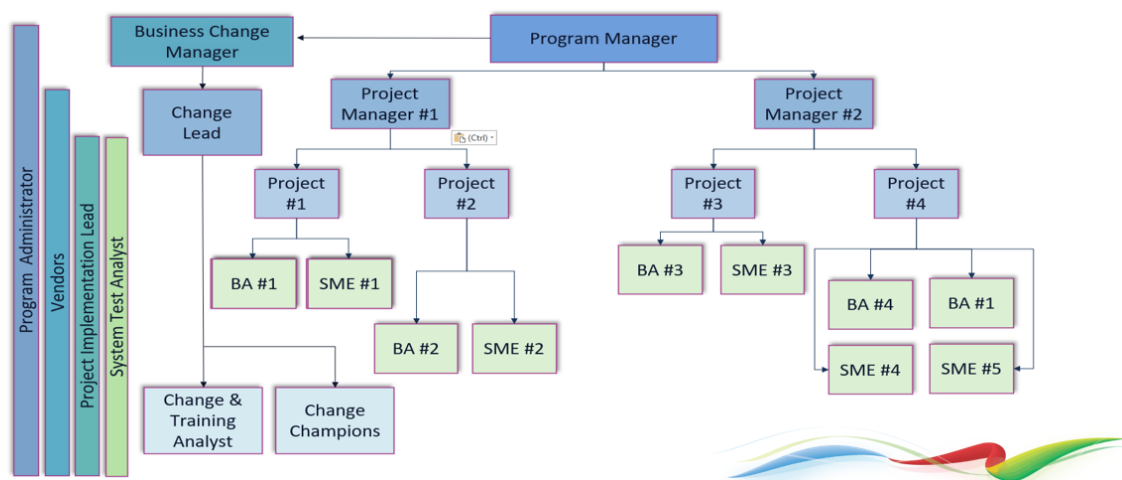 Business Change
Manager
Program Manager
Change
Lead
Project
Manager #1
Project
Manager #2
(Ctrl)
Project
#1
Project
#2
Project
#3
Project
#4
BA #1
SME #1
BA #3
SME #3
BA #4
BA #1
BA #2
SME #2
SME #4
SME #5
Change &
Training
Analyst
Change
Champions
Program Administrator
Vendors
Project Implementation Lead
System Test Analyst